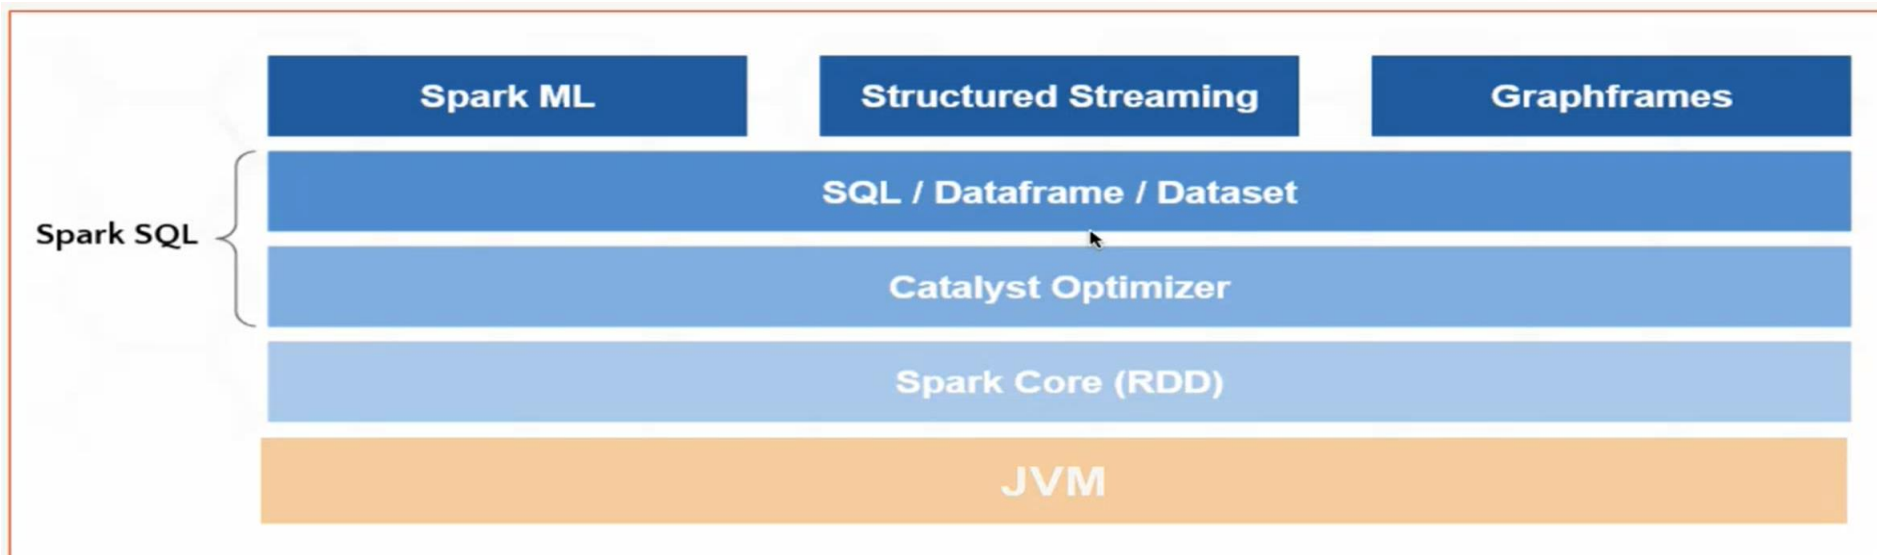 Spark ML
Structured Streaming
Graphframes
Spark SQL
SQL / Dataframe / Dataset
Catalyst Optimizer
Spark Core (RDD)
JVM